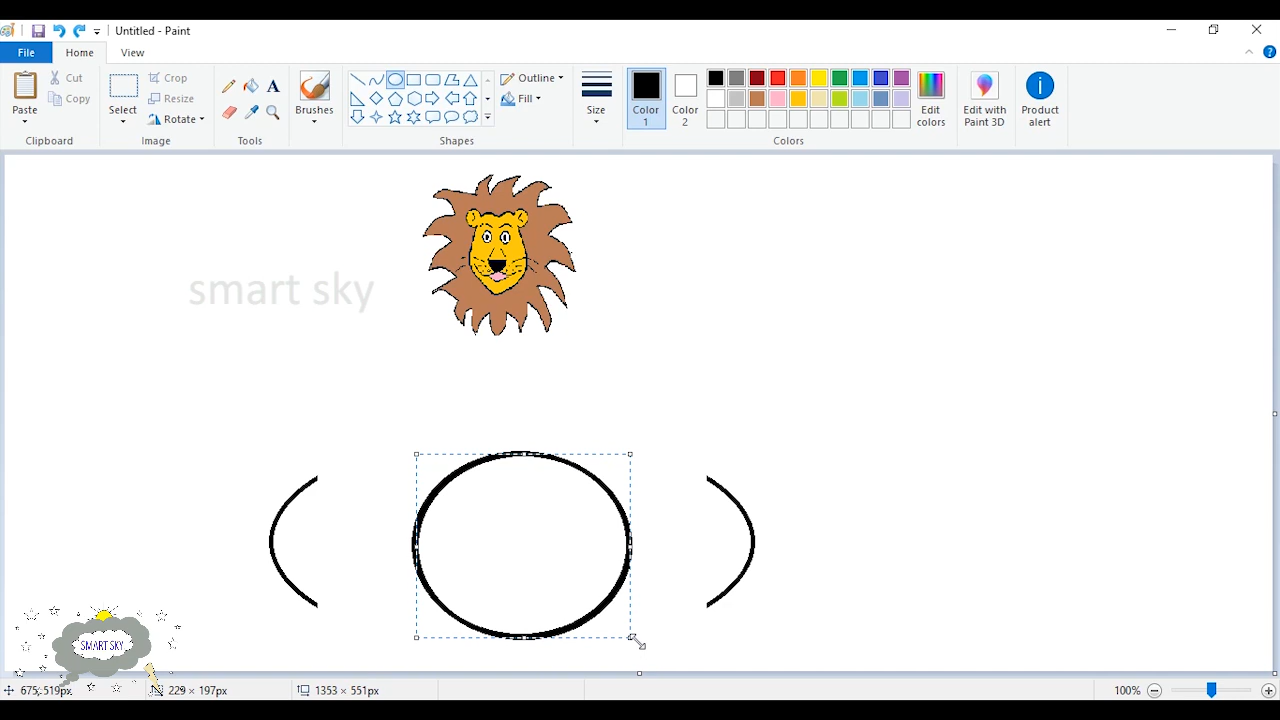 Untitled - Paint
File Home View
Paste
Cut
Copy
Clipboard
Select
Crop
Resize
Rotate
Image
Tools
Brushes
Shapes
Outline
Fill
Size
Color 1
Color 2
Edit colors
Colors
Edit with Paint 3D
Product alert
smart sky
SMART SKY
675, 519px
229 × 197px
1353 × 551px
100%